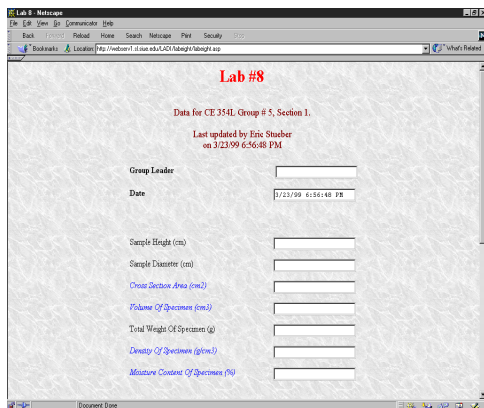 Lab 8 - Netscape
File Edit View Go Communicator Help
Back Forward Reload Home Search Netscape Print Security Stop
Bookmarks Location: http://webserv1.sl.siue.edu/LADI/labeight/labeight.asp What's Related
Lab #8
Data for CE 354L Group # 5, Section 1.
Last updated by Eric Stueber
on 3/23/99 6:56:48 PM
Group Leader
Date 3/23/99 6:56:48 PM
Sample Height (cm)
Sample Diameter (cm)
Cross Section Area (cm2)
Volume Of Specimen (cm3)
Total Weight Of Specimen (g)
Density Of Specimen (g/cm3)
Moisture Content Of Specimen (%)
Document: Done